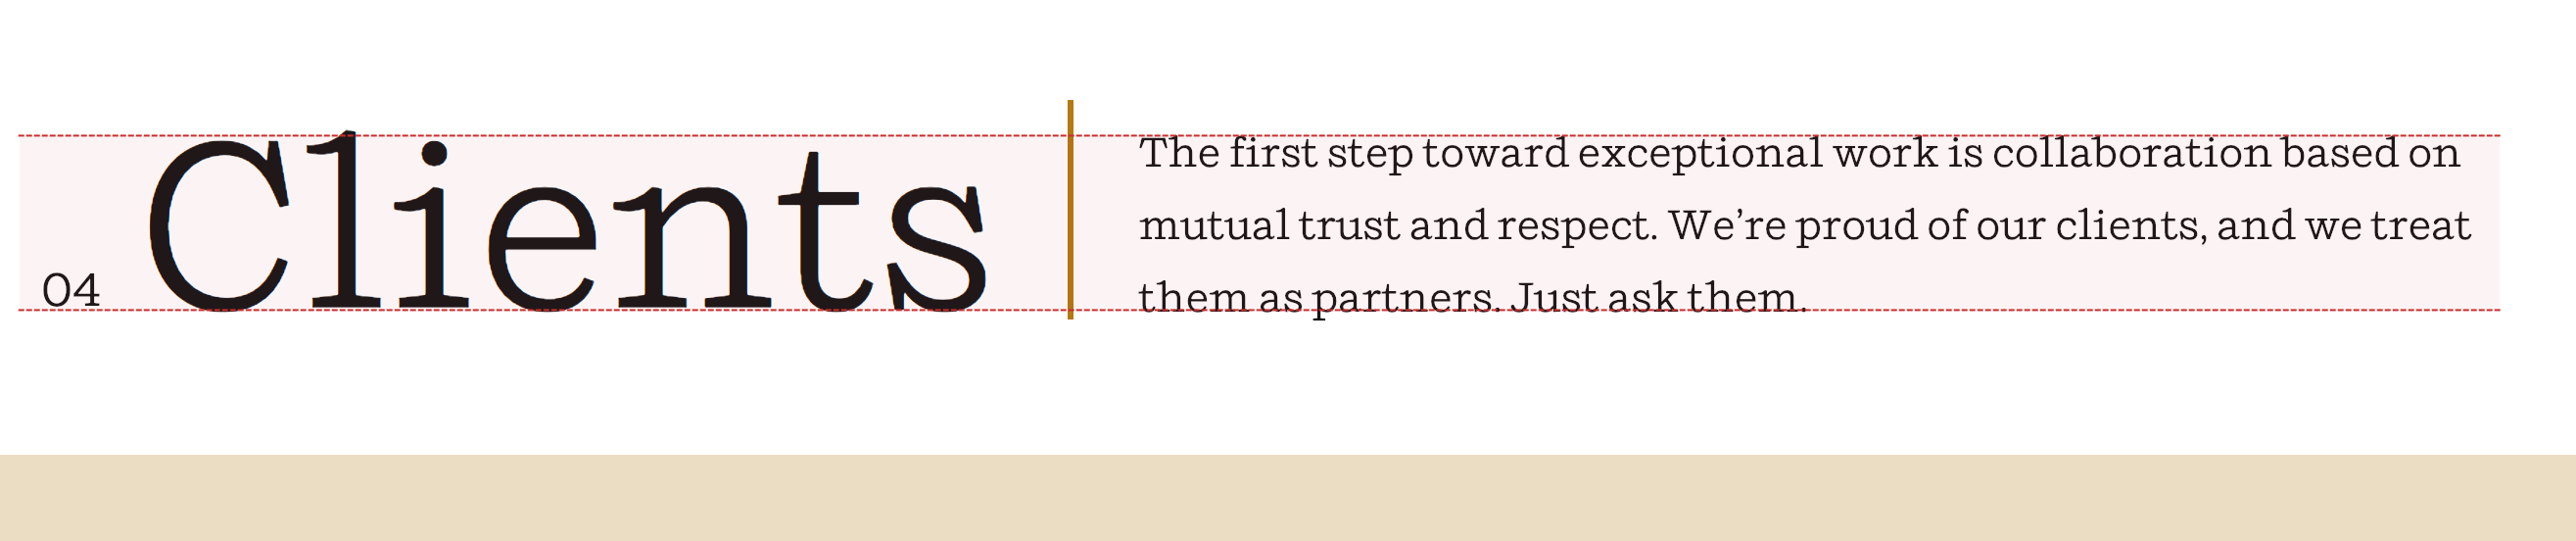 04 Clients
The first step toward exceptional work is collaboration based on
mutual trust and respect. We’re proud of our clients, and we treat
them as partners. Just ask them.